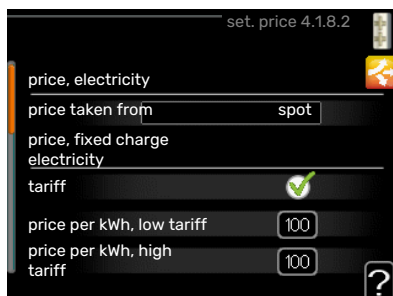 set. price 4.1.8.2
price, electricity
price taken from spot
price, fixed charge
electricity
tariff
price per kWh, low tariff 100
price per kWh, high
tariff 100
?